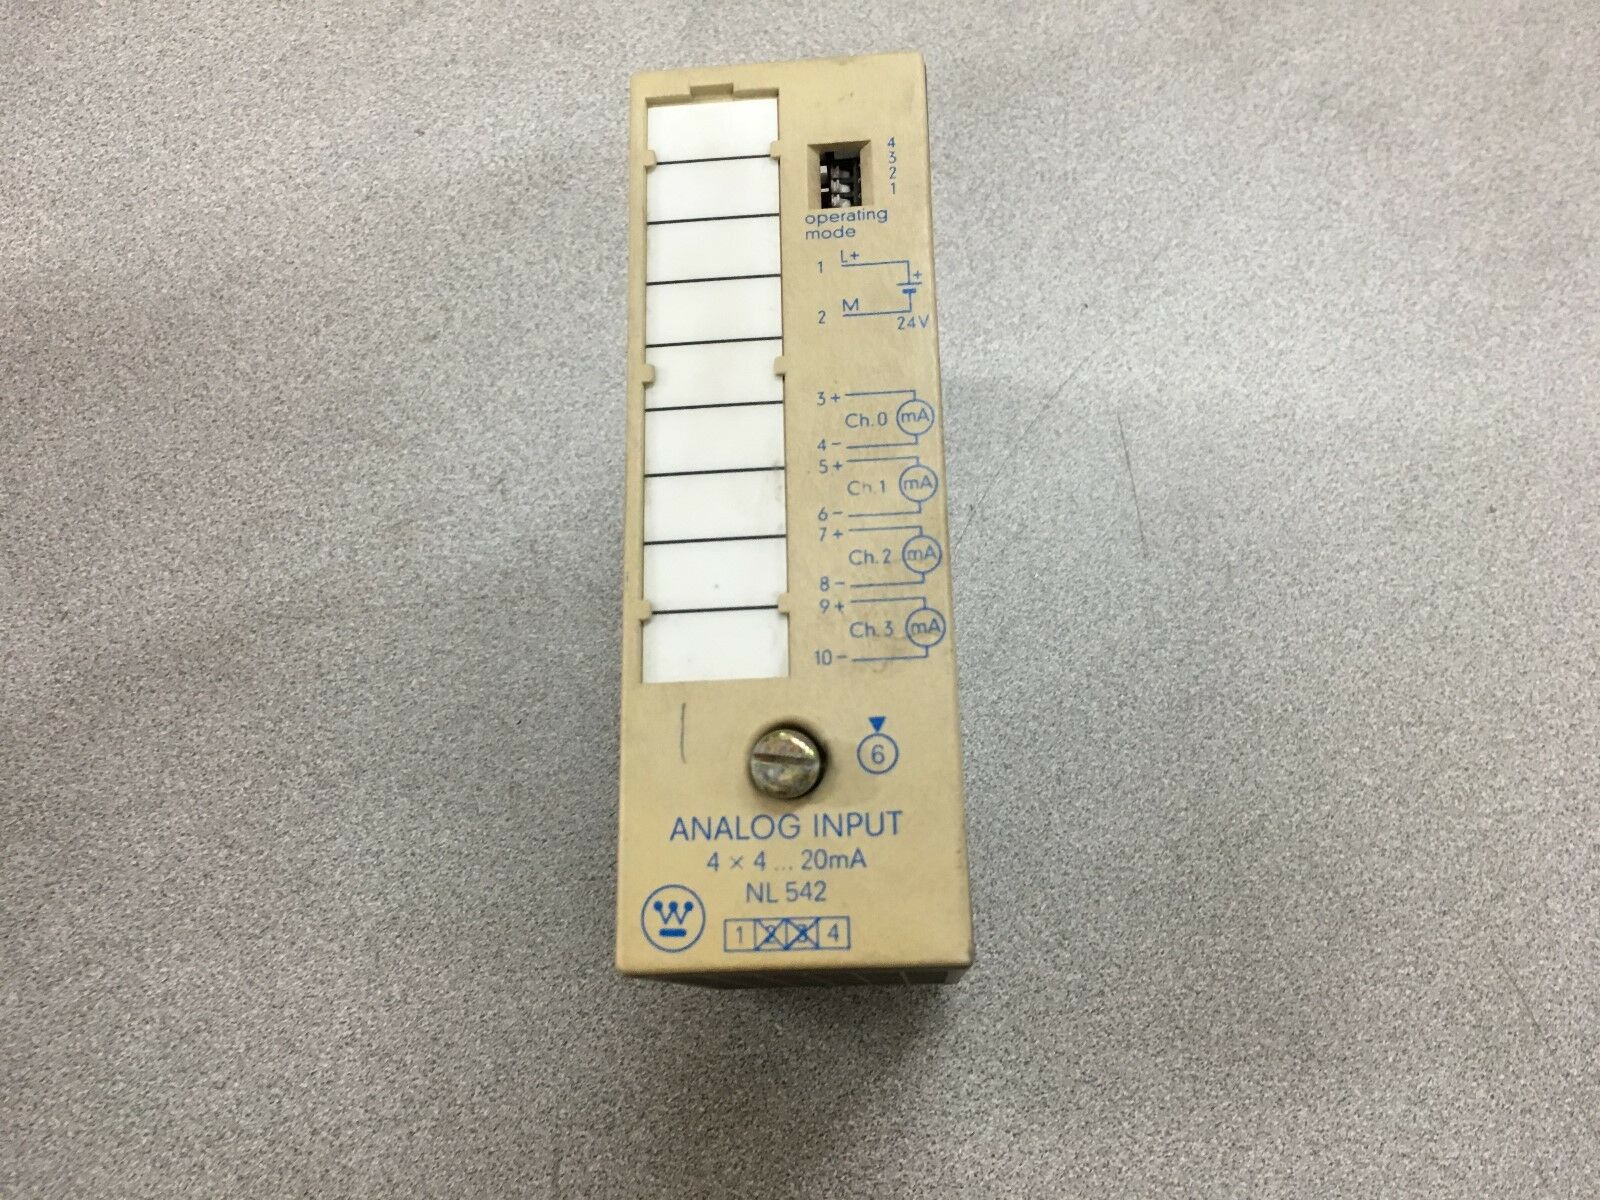 4
3
2
1
operating
mode
1 L+
+
2 M
24V
3+
Ch.0 mA
4-
5+
Ch.1 mA
6-
7+
Ch.2 mA
8-
9+
Ch.3 mA
10-
6
ANALOG INPUT
4 × 4 ... 20mA
NL 542
W
1 2 3 4